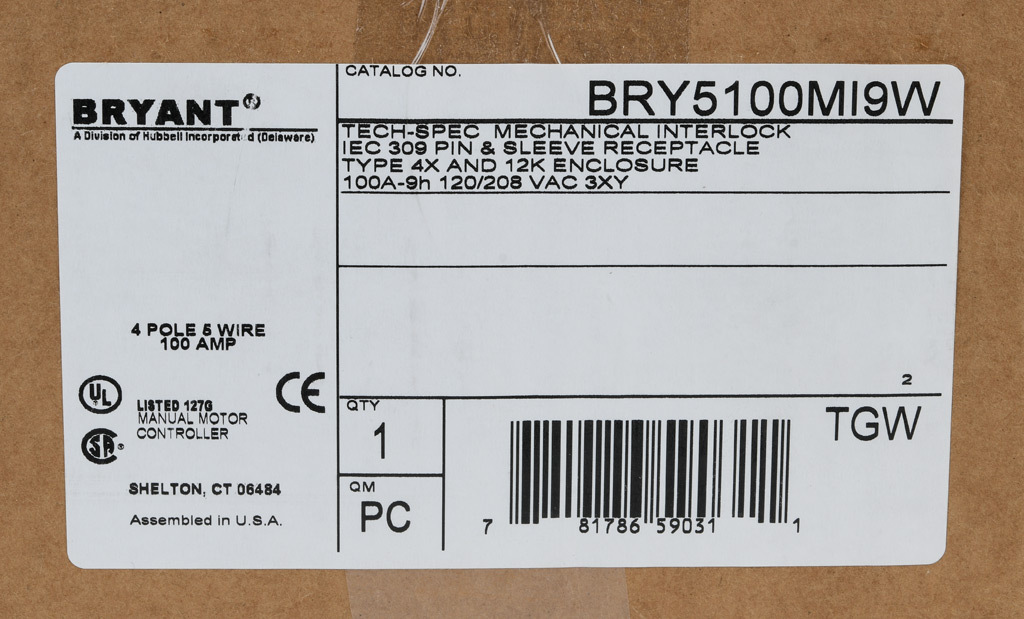 BRYANT®
A Division of Hubbell Incorporated (Delaware)
CATALOG NO.
BRY5100MI9W
TECH-SPEC MECHANICAL INTERLOCK
IEC 309 PIN & SLEEVE RECEPTACLE
TYPE 4X AND 12K ENCLOSURE
100A-9h 120/208 VAC 3XY
4 POLE 5 WIRE
100 AMP
UL
CE
LISTED 127G
MANUAL MOTOR
CONTROLLER
SA®
SHELTON, CT 06484
Assembled in U.S.A.
2
QTY
1
TGW
QM
PC
7 81786 59031 1